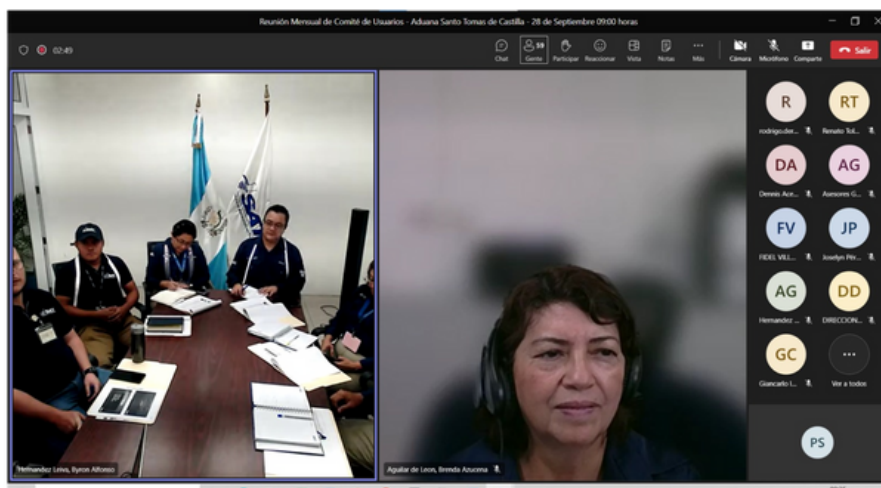 Reunión Mensual de Comité de Usuarios - Aduana Santo Tomas de Castilla - 28 de Septiembre 09:00 horas
02:49
Chat
59
Gente
Participar
Reaccionar
Vista
Notas
Más
Cámara
Micrófono
Compartir
Salir
R
rodrigo.der...
RT
Renato Tol...
DA
Dennis Ace...
AG
Asesores G...
FV
FIDEL VILL...
JP
Joselyn Pér...
AG
Hernandez ...
DD
DIRECCION...
GC
Giancarlo L...
...
Ver a todos
PS
Hernandez Leiva, Byron Alfonso
Aguilar de Leon, Brenda Azucena